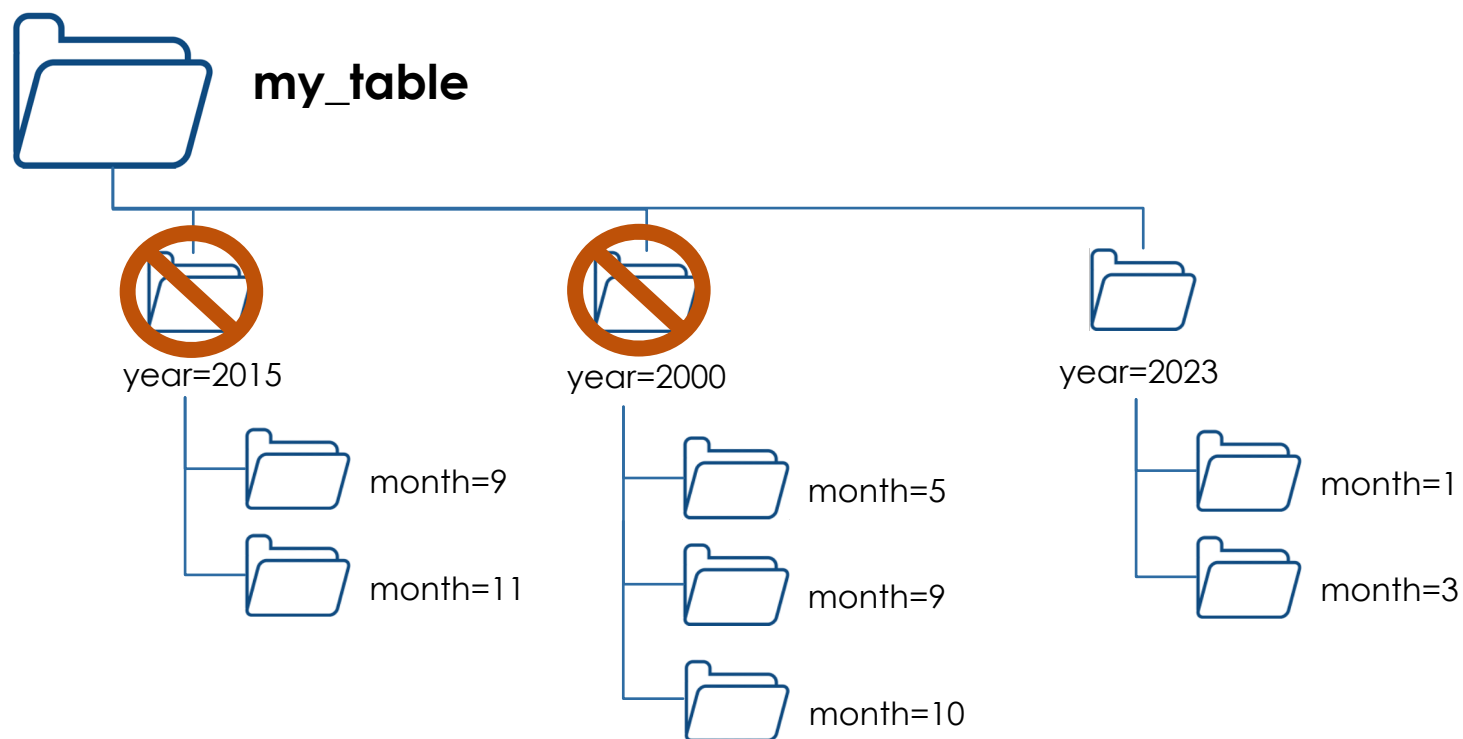 my_table
year=2015
year=2000
year=2023
month=9
month=11
month=5
month=9
month=10
month=1
month=3